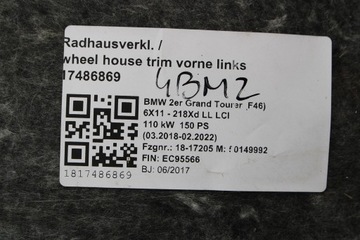 Radhausverkl. /
wheel house trim vorne links
17486869
4BMZ
BMW 2er Grand Tourer (F46)
6X11 - 218Xd LL LCI
110 kW 150 PS
(03.2018-02.2022)
Fzgnr.: 18-17205 M: 50149992
FIN: EC95566
BJ: 06/2017
1817486869